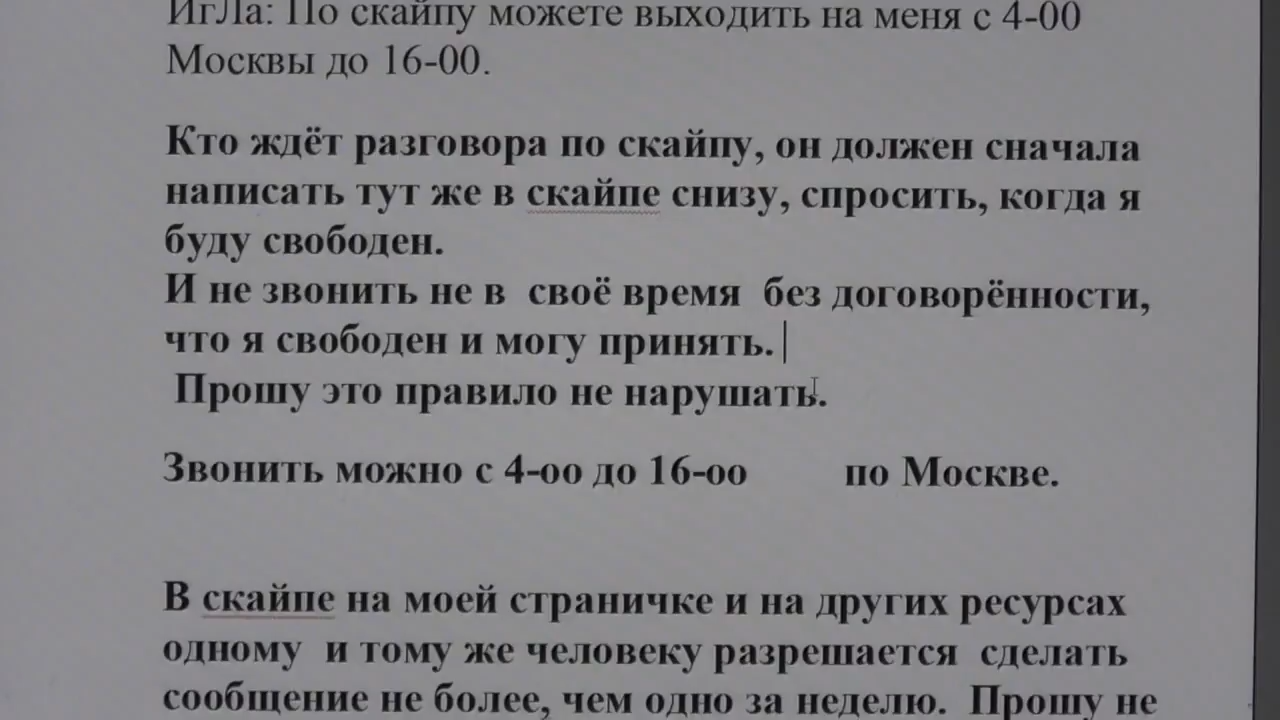 ИгЛа: По скайпу можете выходить на меня с 4-00
Москвы до 16-00.
Кто ждёт разговора по скайпу, он должен сначала
написать тут же в скайпе снизу, спросить, когда я
буду свободен.
И не звонить не в  своё время  без договорённости,
что я свободен и могу принять.
Прошу это правило не нарушать.
Звонить можно с 4-оо до 16-оо        по Москве.
В скайпе на моей страничке и на других ресурсах
одному  и тому же человеку разрешается  сделать
сообщение не более, чем одно за неделю.  Прошу не